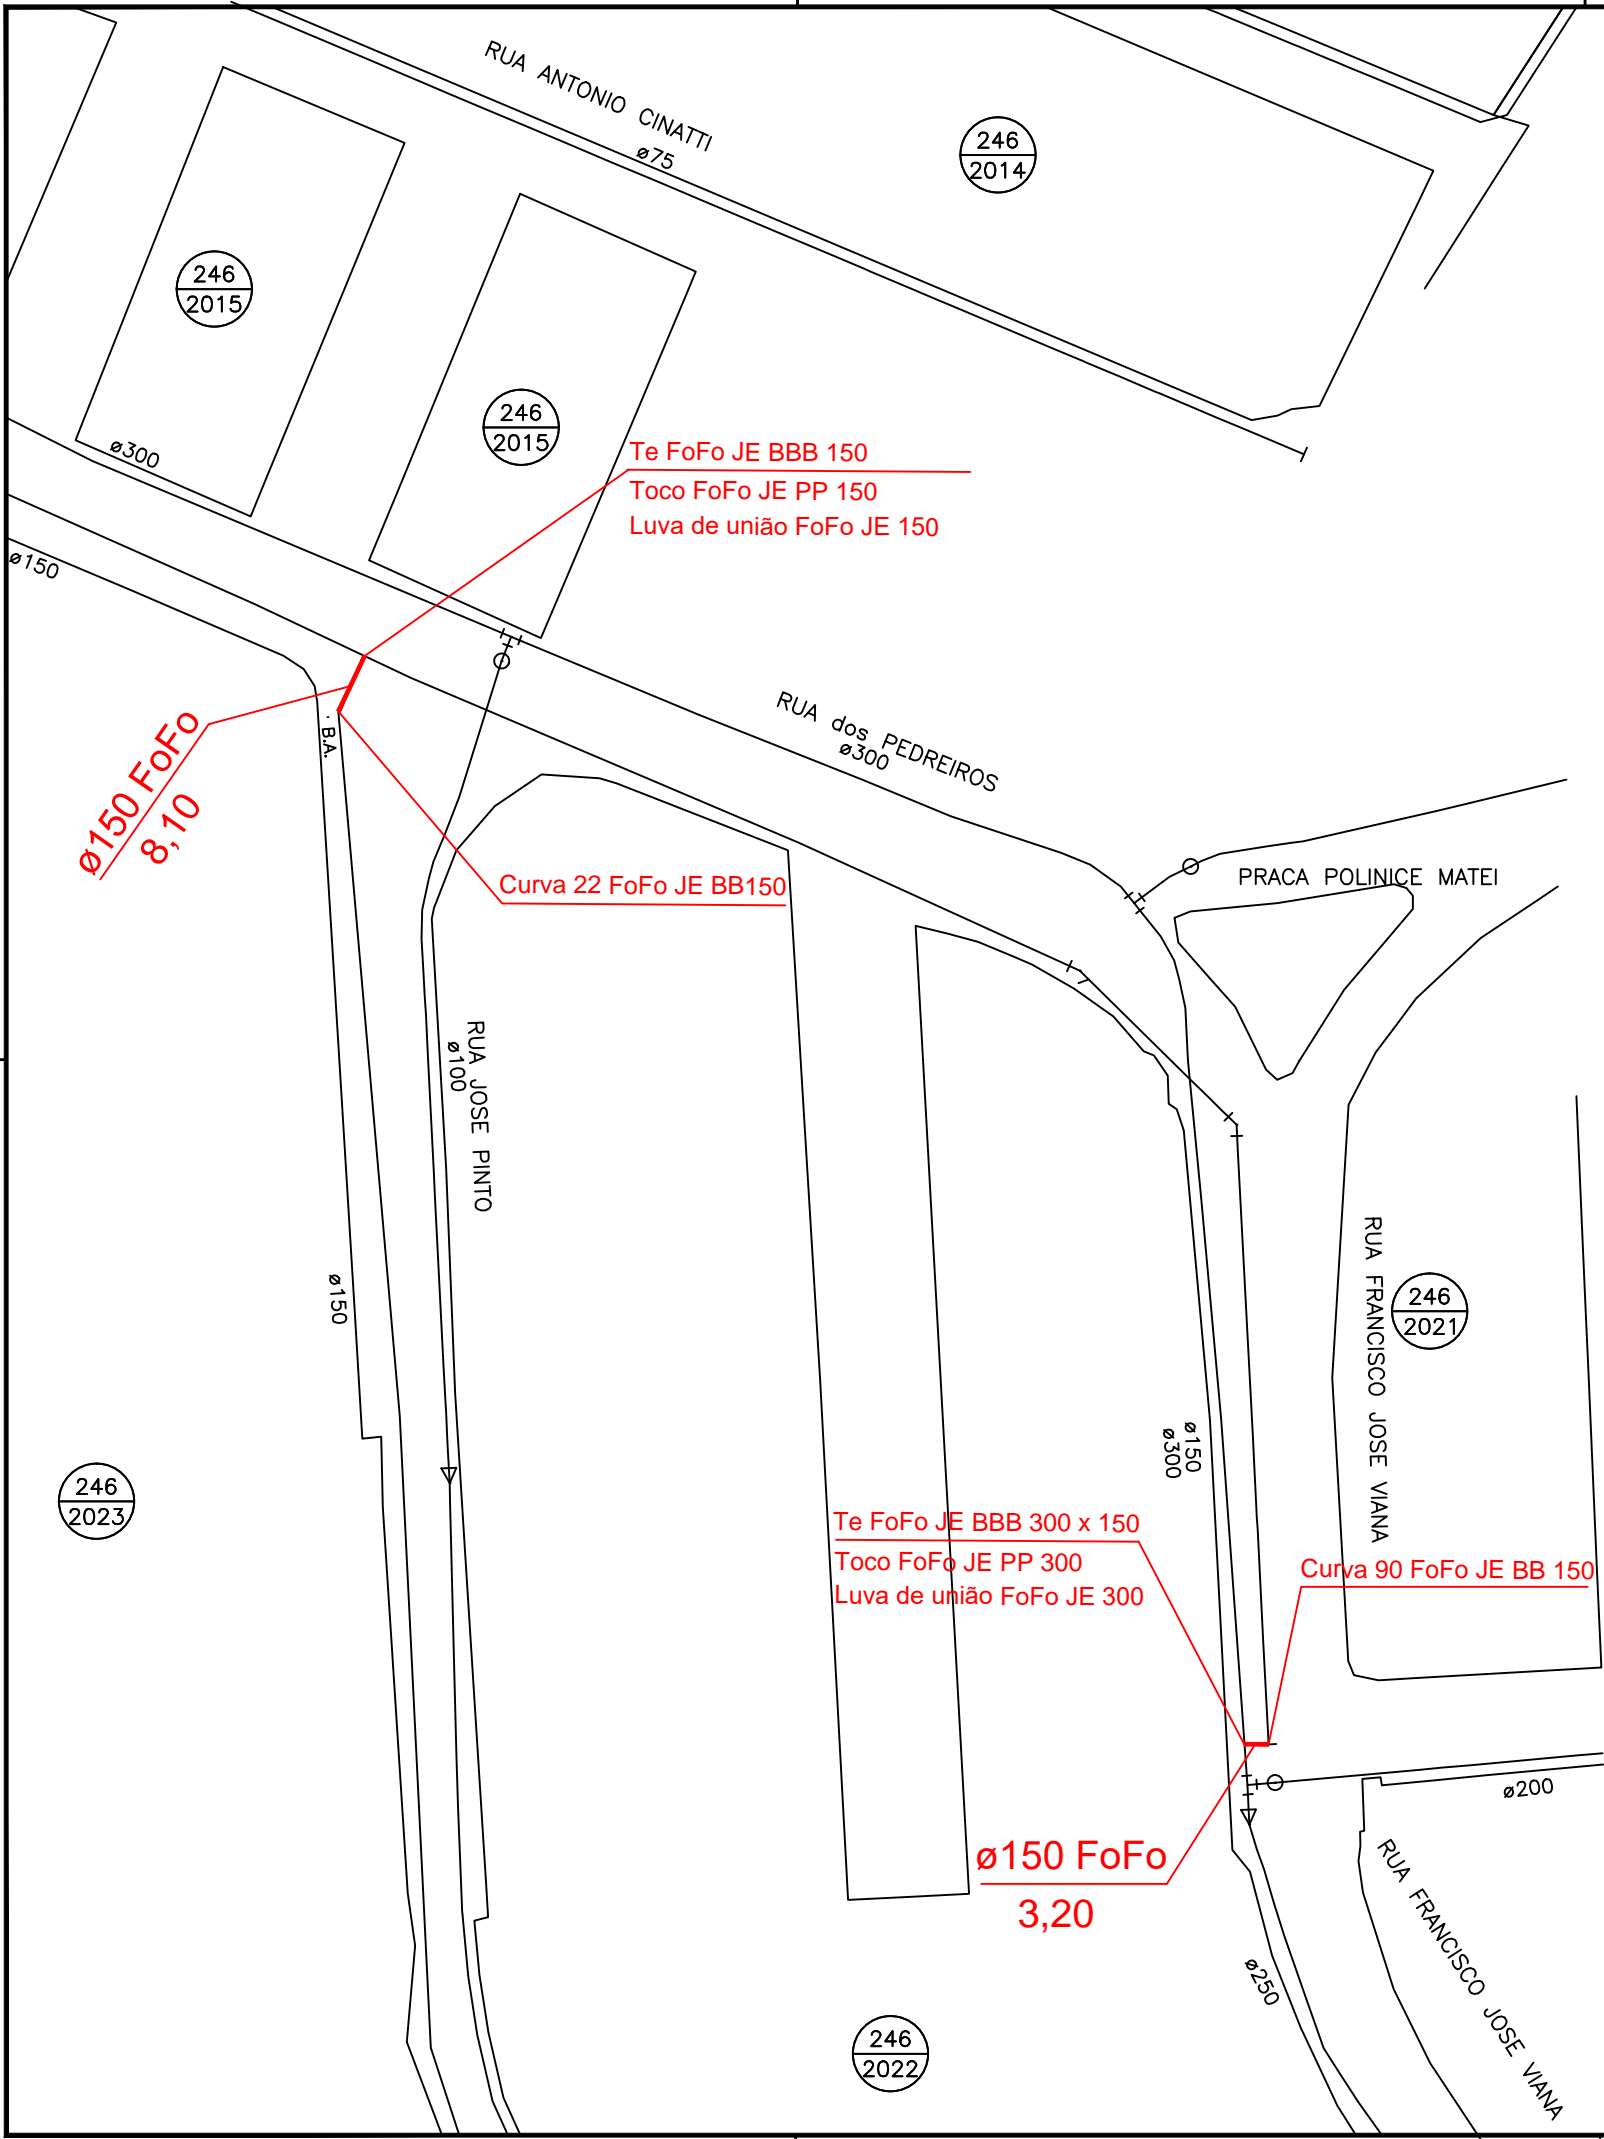 RUA ANTONIO CINATTI
ø75
246
2014
246
2015
246
2015
ø300
Te FoFo JE BBB 150
Toco FoFo JE PP 150
Luva de união FoFo JE 150
ø150
RUA dos PEDREIROS
ø300
B.A.
ø150 FoFo
8,10
Curva 22 FoFo JE BB150
PRACA POLINICE MATEI
RUA JOSE PINTO
ø100
ø150
RUA FRANCISCO JOSE VIANA
246
2021
ø150
ø300
246
2023
Te FoFo JE BBB 300 x 150
Toco FoFo JE PP 300
Luva de união FoFo JE 300
Curva 90 FoFo JE BB 150
ø200
ø150 FoFo
3,20
RUA FRANCISCO JOSE VIANA
ø250
246
2022